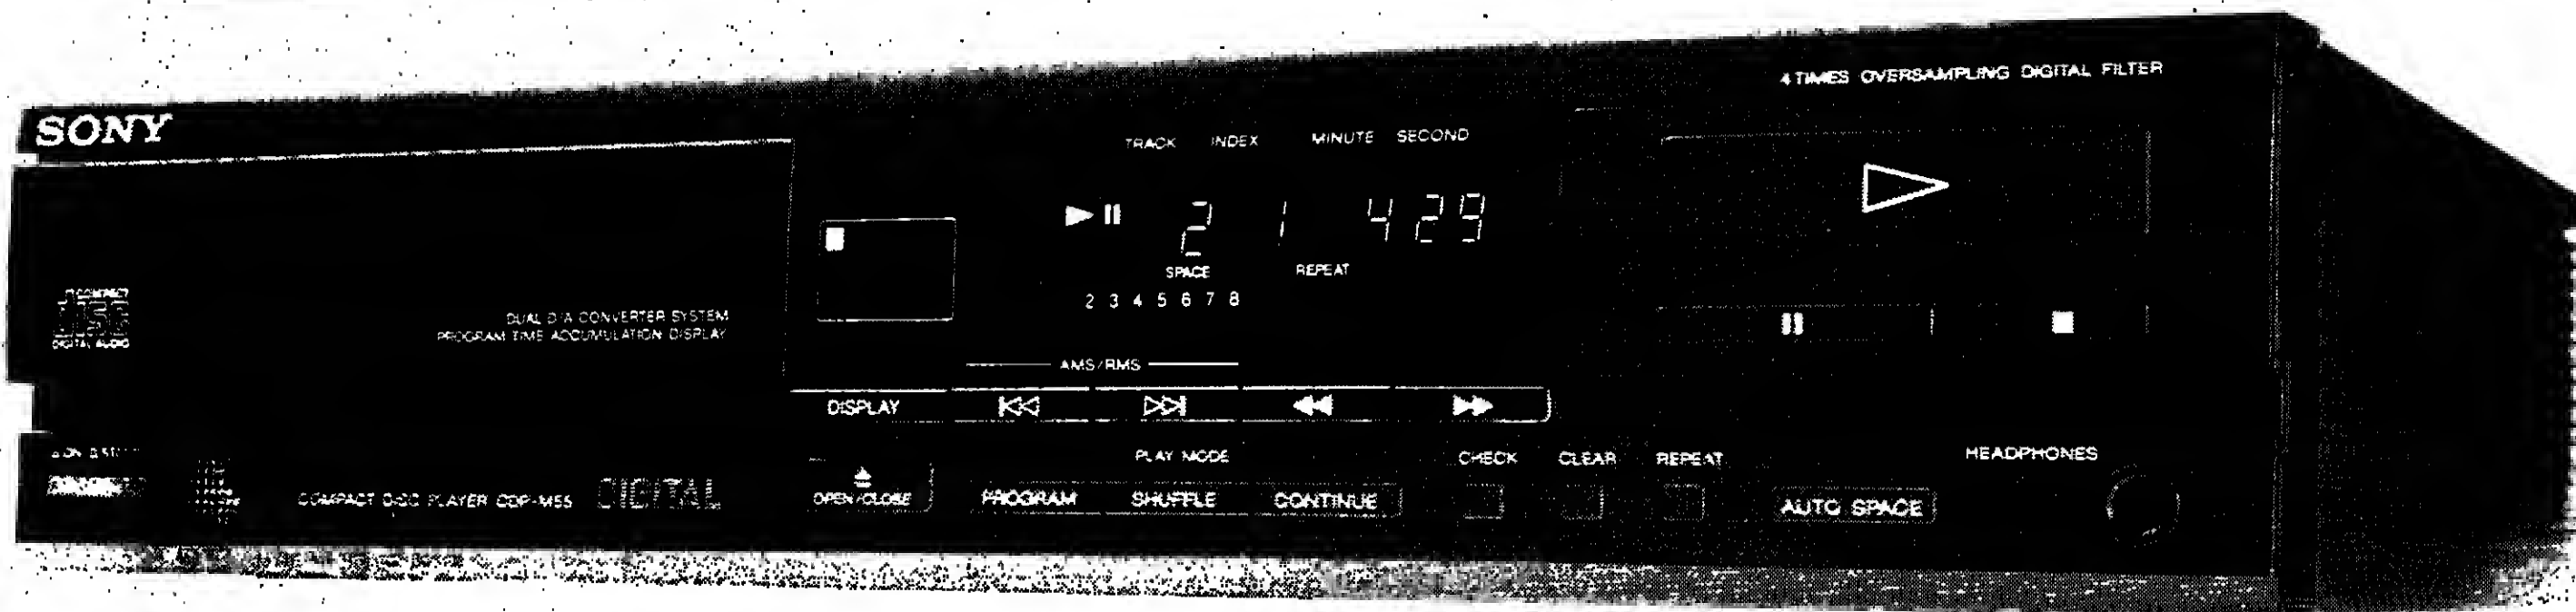 4 TIMES OVERSAMPLING DIGITAL FILTER
SONY
TRACK INDEX MINUTE SECOND
2 1 4 29
SPACE REPEAT
2 3 4 5 6 7 8
COMPACT
disc
DIGITAL AUDIO
DUAL D/A CONVERTER SYSTEM
PROGRAM TIME ACCUMULATION DISPLAY
AMS/RMS
DISPLAY
PLAY MODE
CHECK CLEAR REPEAT
HEADPHONES
COMPACT DISC PLAYER CDP-M55 DIGITAL
OPEN/CLOSE
PROGRAM SHUFFLE CONTINUE
AUTO SPACE